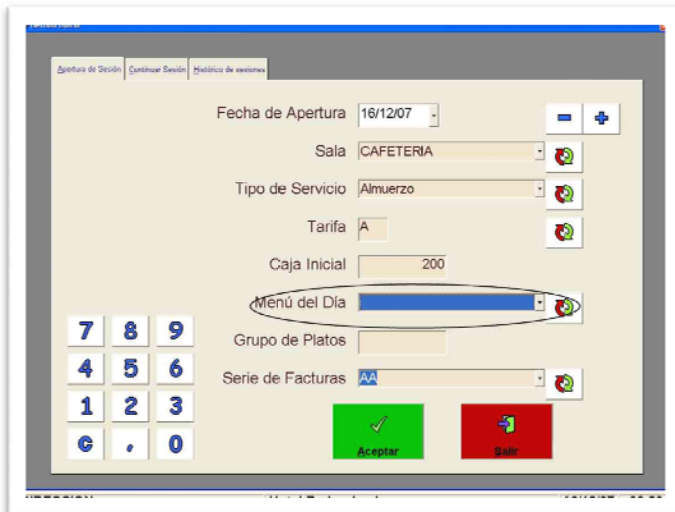 Apertura de Sesión Continuar Sesión Histórico de sesiones
Fecha de Apertura 16/12/07
Sala CAFETERIA
Tipo de Servicio Almuerzo
Tarifa A
Caja Inicial 200
Menú del Día
7 8 9
Grupo de Platos
4 5 6
Serie de Facturas AA
1 2 3
C , 0
Aceptar Salir